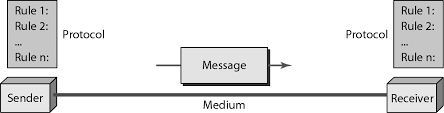 Rule 1:
Rule 2:
...
Rule n:
Protocol
Protocol
Rule 1:
Rule 2:
...
Rule n:
Message
Sender
Medium
Receiver